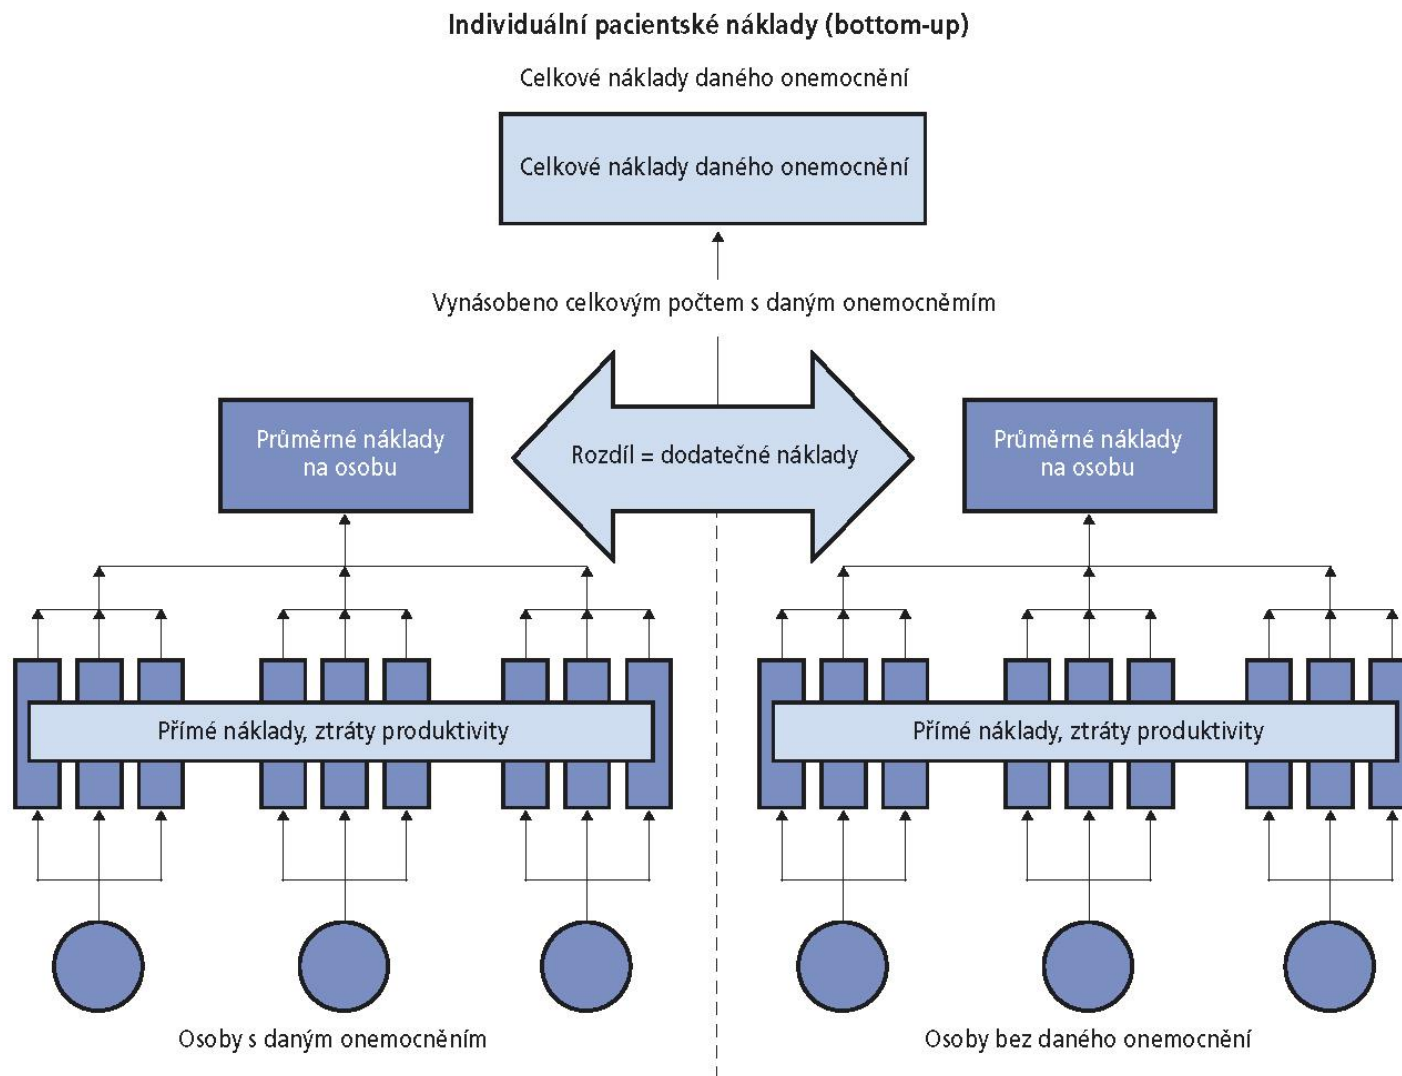 Individuální pacientské náklady (bottom-up)
Celkové náklady daného onemocnění
Celkové náklady daného onemocnění
Vynásobeno celkovým počtem s daným onemocněmím
Průměrné náklady
na osobu
Rozdíl = dodatečné náklady
Průměrné náklady
na osobu
Přímé náklady, ztráty produktivity
Přímé náklady, ztráty produktivity
Osoby s daným onemocněním
Osoby bez daného onemocnění